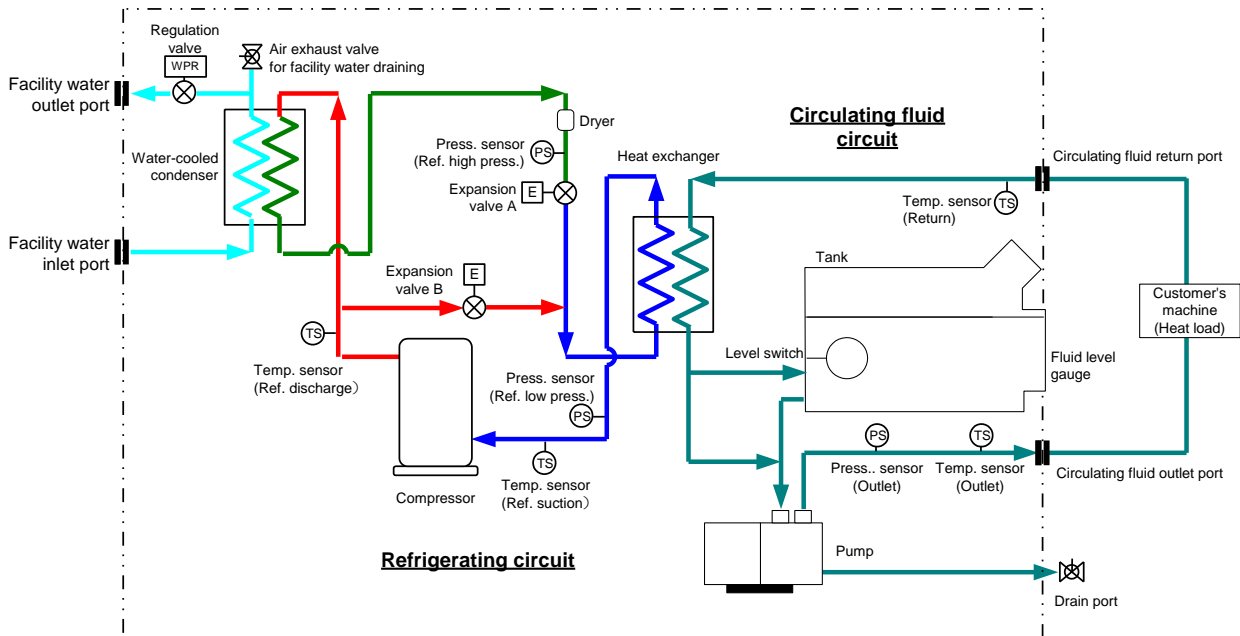 Regulation
valve
WPR
Air exhaust valve
for facility water draining
Facility water
outlet port
Water-cooled
condenser
Facility water
inlet port
Dryer
Press. sensor
(Ref. high press.)
PS
Expansion
valve A
E
Expansion
valve B
E
TS
Temp. sensor
(Ref. discharge)
Compressor
Press. sensor
(Ref. low press.)
PS
TS
Temp. sensor
(Ref. suction)
Refrigerating circuit
Heat exchanger
Circulating fluid
circuit
Circulating fluid return port
Temp. sensor
(Return)
TS
Tank
Level switch
Customer's
machine
(Heat load)
Fluid level
gauge
PS
Press.. sensor
(Outlet)
TS
Temp. sensor
(Outlet)
Circulating fluid outlet port
Pump
Drain port